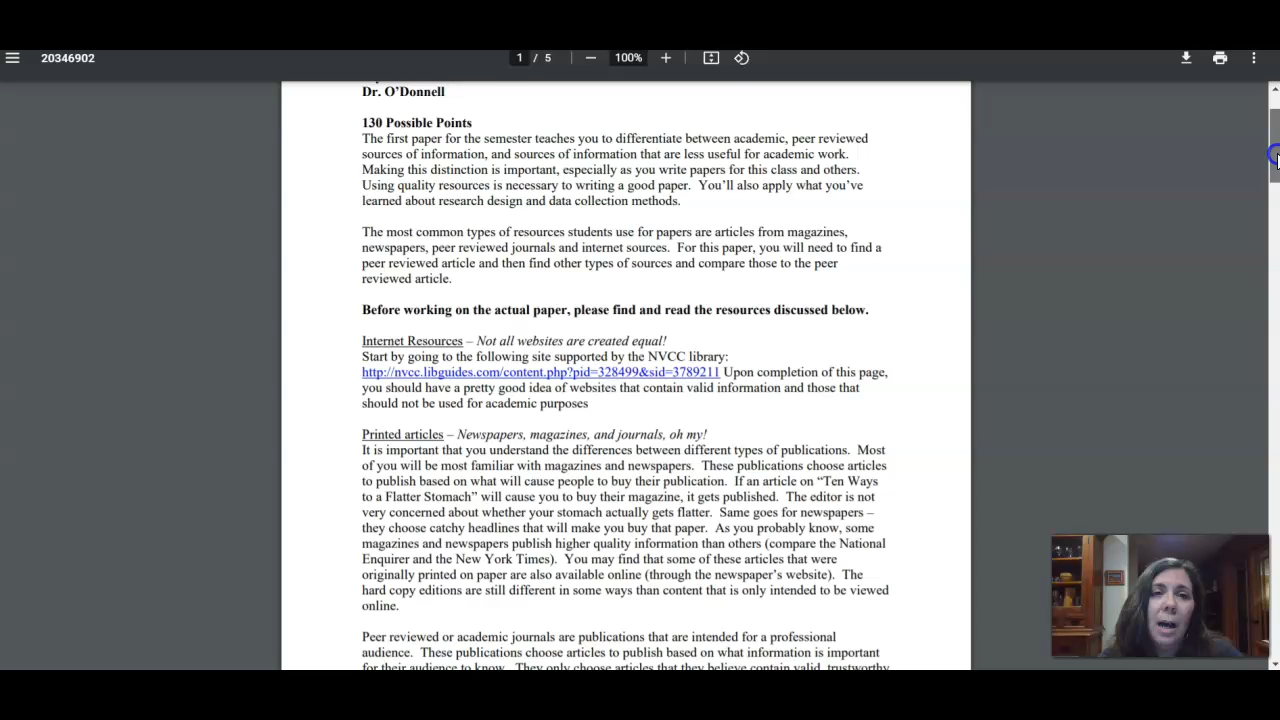 20346902
1 / 5
100%
Dr. O'Donnell
130 Possible Points
The first paper for the semester teaches you to differentiate between academic, peer reviewed
sources of information, and sources of information that are less useful for academic work.
Making this distinction is important, especially as you write papers for this class and others.
Using quality resources is necessary to writing a good paper. You'll also apply what you've
learned about research design and data collection methods.
The most common types of resources students use for papers are articles from magazines,
newspapers, peer reviewed journals and internet sources. For this paper, you will need to find a
peer reviewed article and then find other types of sources and compare those to the peer
reviewed article.
Before working on the actual paper, please find and read the resources discussed below.
Internet Resources – Not all websites are created equal!
Start by going to the following site supported by the NVCC library:
http://nvcc.libguides.com/content.php?pid=328499&sid=3789211 Upon completion of this page,
you should have a pretty good idea of websites that contain valid information and those that
should not be used for academic purposes
Printed articles – Newspapers, magazines, and journals, oh my!
It is important that you understand the differences between different types of publications. Most
of you will be most familiar with magazines and newspapers. These publications choose articles
to publish based on what will cause people to buy their publication. If an article on “Ten Ways
to a Flatter Stomach” will cause you to buy their magazine, it gets published. The editor is not
very concerned about whether your stomach actually gets flatter. Same goes for newspapers –
they choose catchy headlines that will make you buy that paper. As you probably know, some
magazines and newspapers publish higher quality information than others (compare the National
Enquirer and the New York Times). You may find that some of these articles that were
originally printed on paper are also available online (through the newspaper's website). The
hard copy editions are still different in some ways than content that is only intended to be viewed
online.
Peer reviewed or academic journals are publications that are intended for a professional
audience. These publications choose articles to publish based on what information is important
for their audience to know. They only choose articles that they believe contain valid, trustworthy